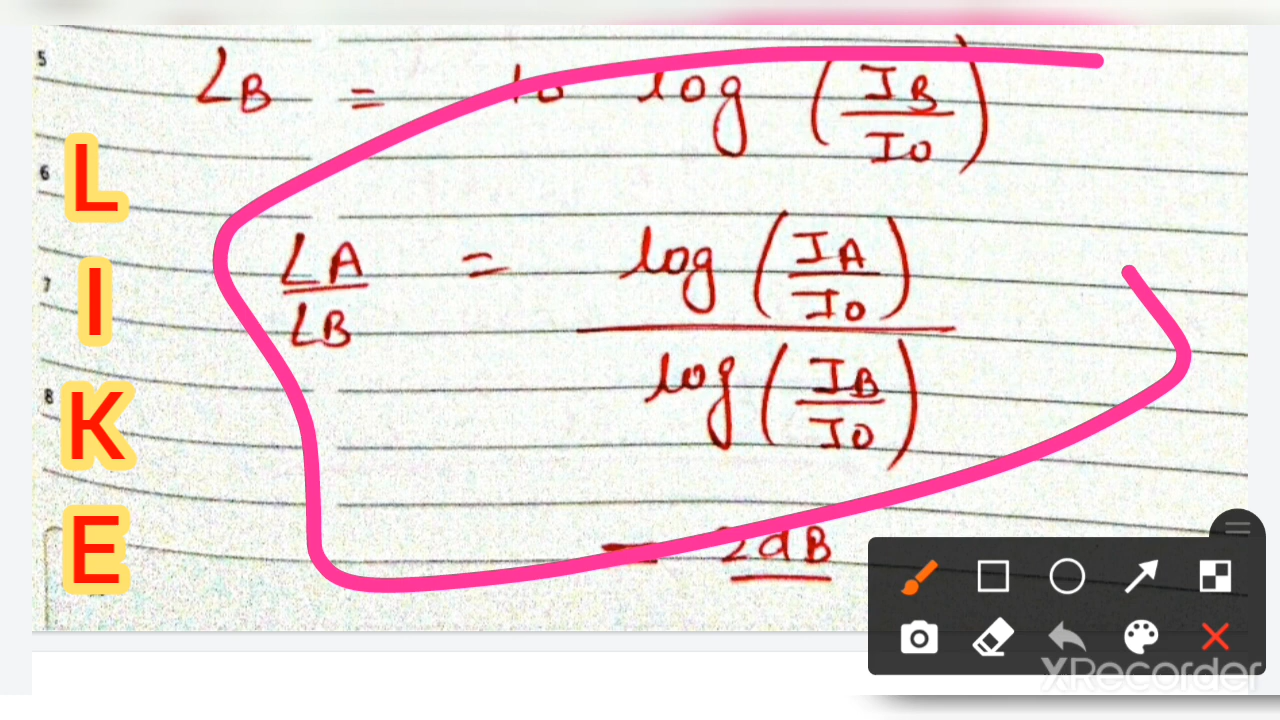 5
LB = 10 log (IB/I0)
6
LA/LB = log (IA/I0) / log (IB/I0)
7
8
= 2dB
LIKE
XRecorder